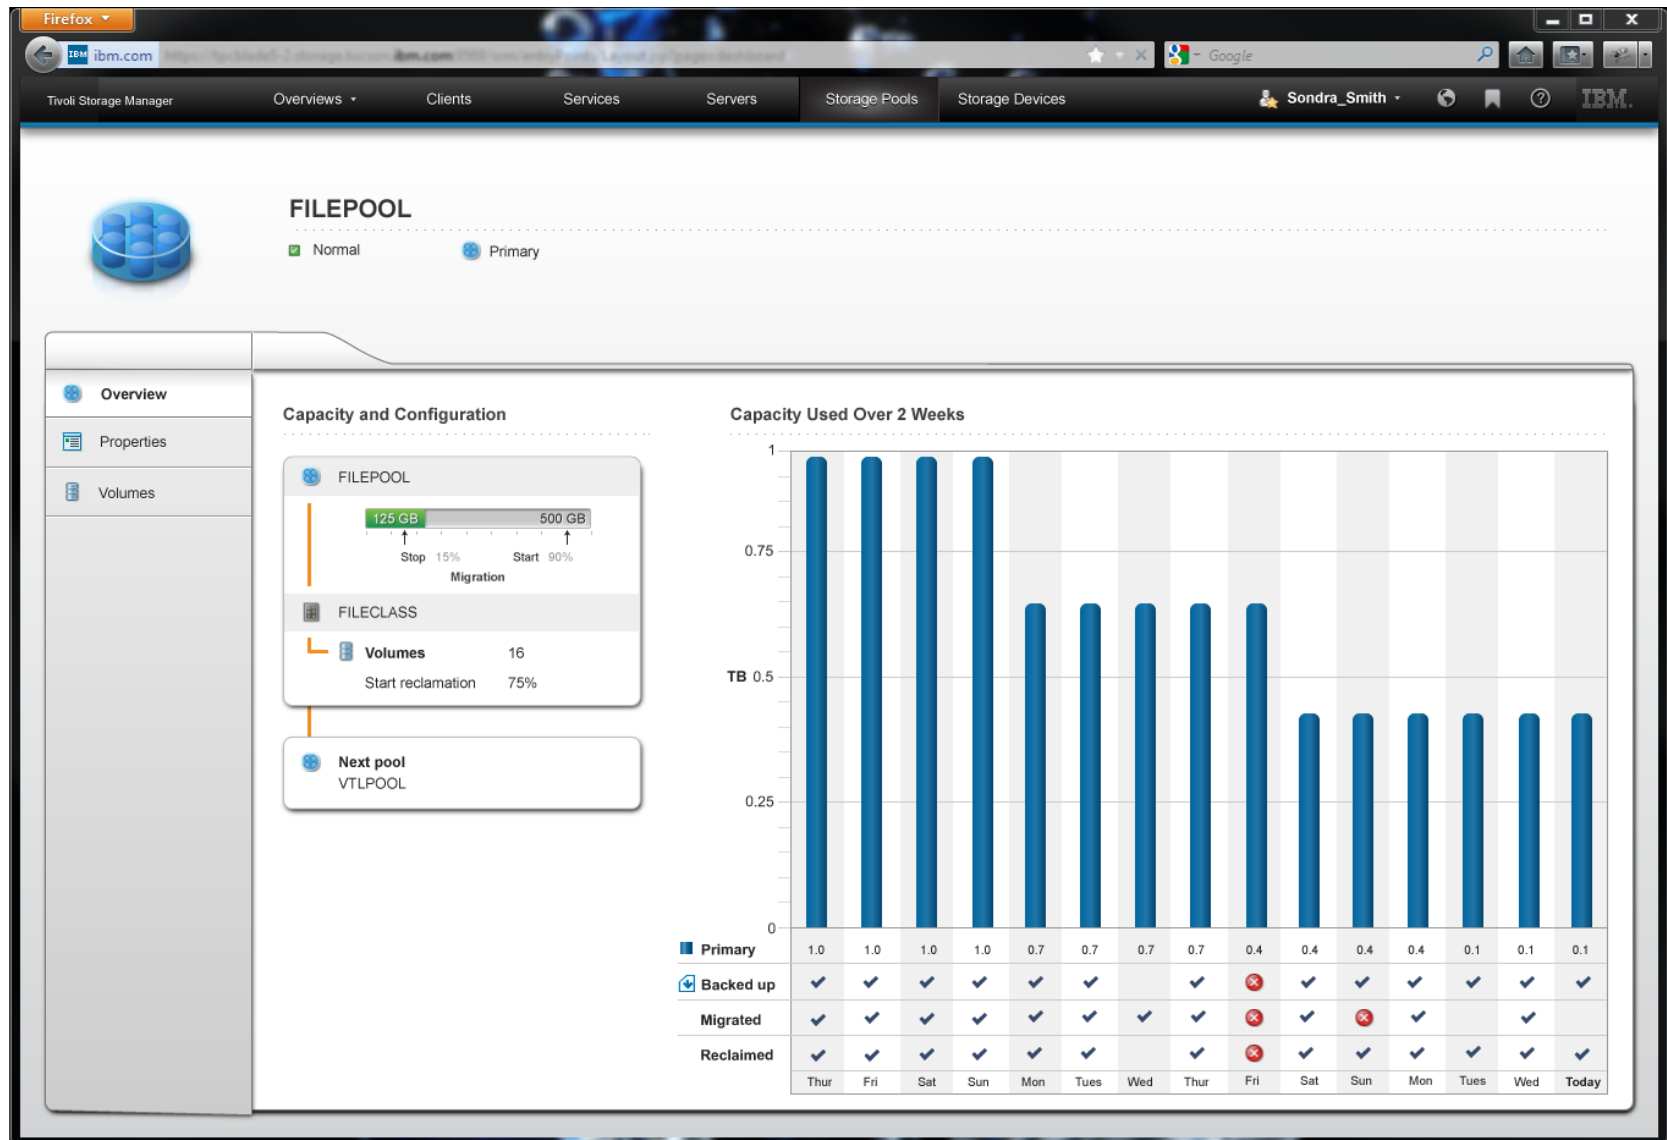 Firefox
IBM ibm.com
Google
Tivoli Storage Manager Overviews Clients Services Servers Storage Pools Storage Devices Sondra_Smith ? IBM.
FILEPOOL
Normal Primary
Overview
Properties
Volumes
Capacity and Configuration
FILEPOOL
125 GB 500 GB
Stop 15% Start 90%
Migration
FILECLASS
Volumes 16
Start reclamation 75%
Next pool
VTLPOOL
Capacity Used Over 2 Weeks
1
0.75
TB 0.5
0.25
0
Primary 1.0 1.0 1.0 1.0 0.7 0.7 0.7 0.7 0.4 0.4 0.4 0.4 0.1 0.1 0.1
Backed up
Migrated
Reclaimed
Thur Fri Sat Sun Mon Tues Wed Thur Fri Sat Sun Mon Tues Wed Today